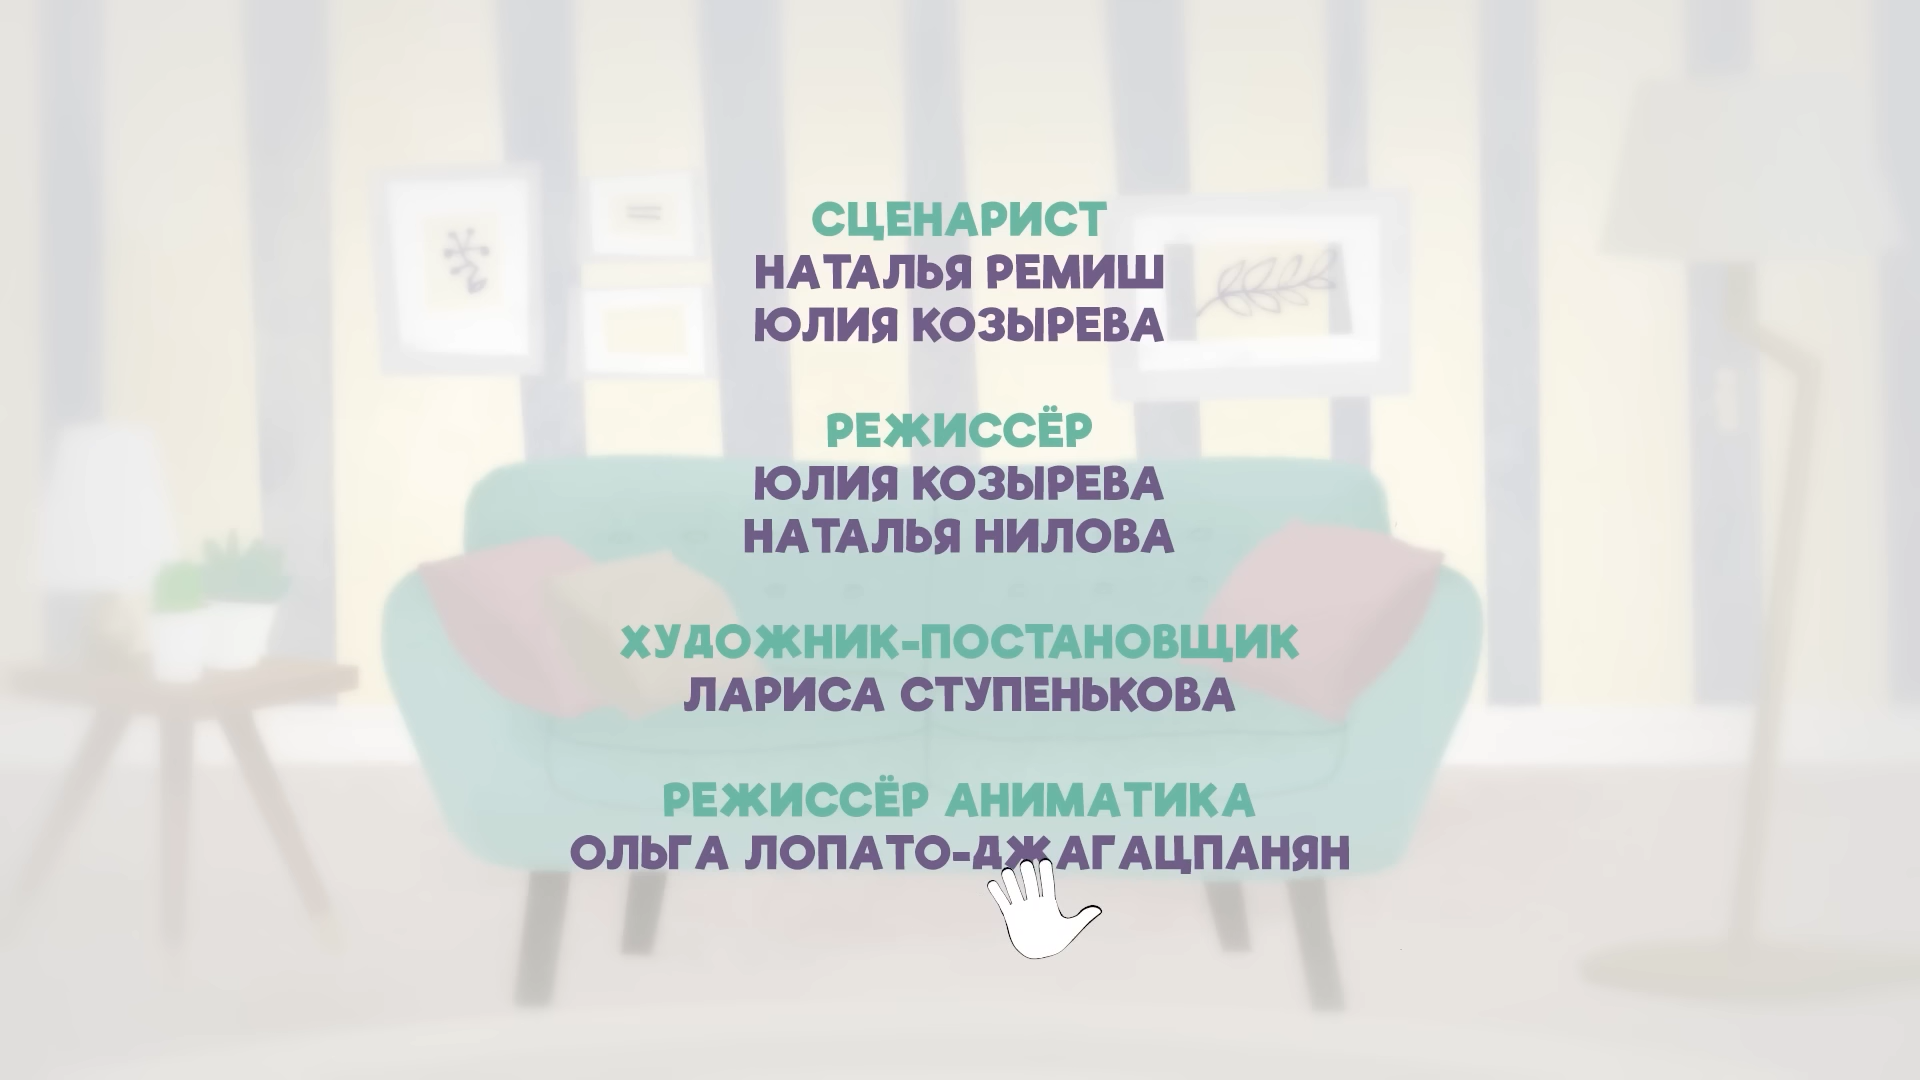 СЦЕНАРИСТ
НАТАЛЬЯ РЕМИШ
ЮЛИЯ КОЗЫРЕВА
РЕЖИССЁР
ЮЛИЯ КОЗЫРЕВА
НАТАЛЬЯ НИЛОВА
ХУДОЖНИК-ПОСТАНОВЩИК
ЛАРИСА СТУПЕНЬКОВА
РЕЖИССЁР АНИМАТИКА
ОЛЬГА ЛОПАТО-ДЖАГАЦПАНЯН